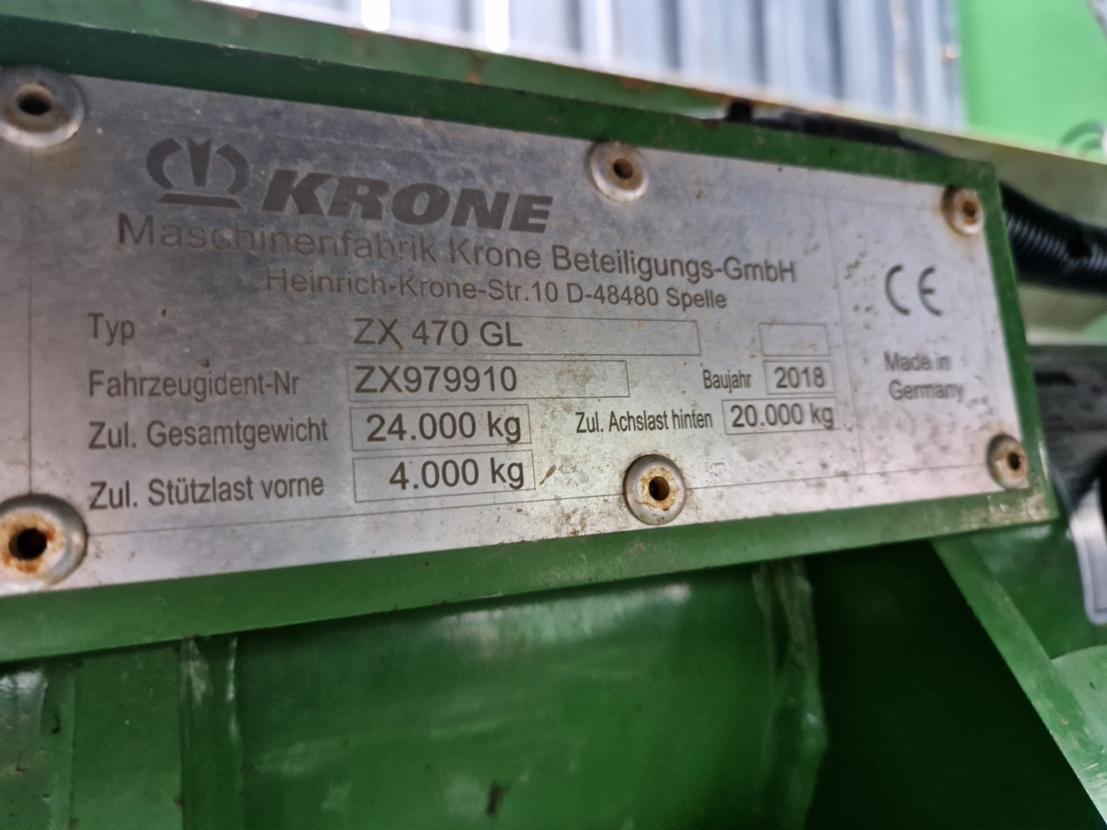 KRONE
Maschinenfabrik Krone Beteiligungs-GmbH
Heinrich-Krone-Str.10 D-48480 Spelle
CE
Typ ZX 470 GL
Made in
Germany
Fahrzeugident-Nr ZX979910 Baujahr 2018
Zul. Gesamtgewicht 24.000 kg Zul. Achslast hinten 20.000 kg
Zul. Stützlast vorne 4.000 kg